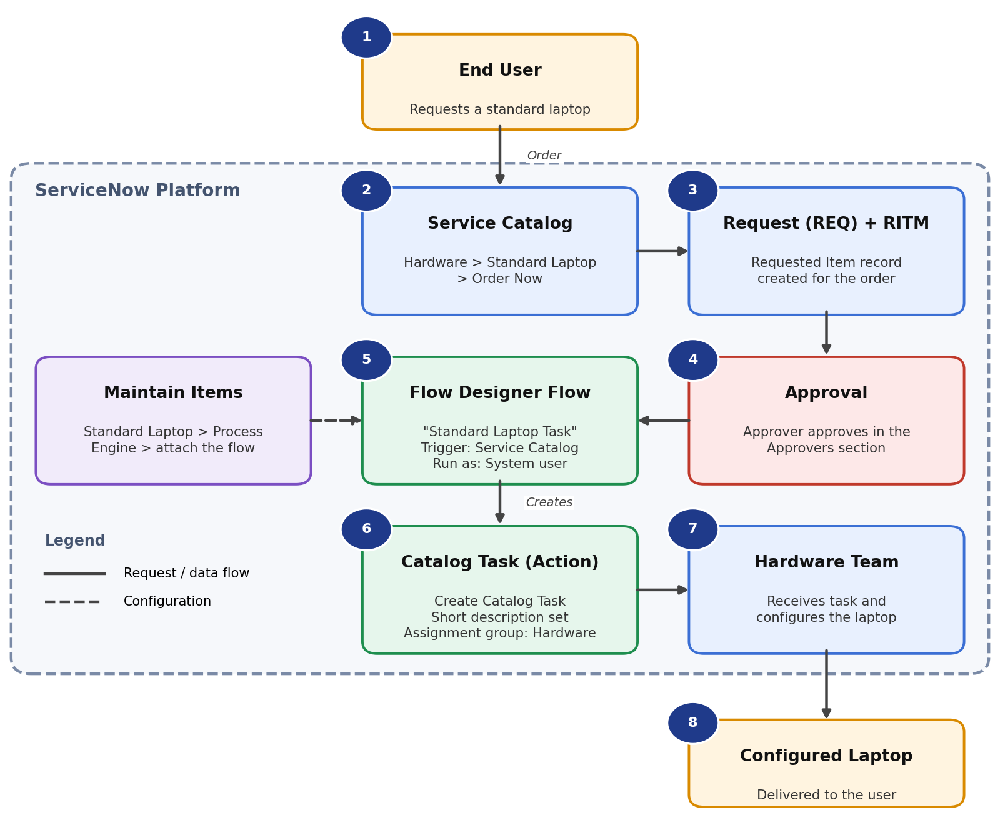 1
End User
Requests a standard laptop
Order
ServiceNow Platform
2
Service Catalog
Hardware > Standard Laptop
> Order Now
3
Request (REQ) + RITM
Requested Item record
created for the order
Maintain Items
Standard Laptop > Process
Engine > attach the flow
5
Flow Designer Flow
"Standard Laptop Task"
Trigger: Service Catalog
Run as: System user
4
Approval
Approver approves in the
Approvers section
Creates
Legend
Request / data flow
Configuration
6
Catalog Task (Action)
Create Catalog Task
Short description set
Assignment group: Hardware
7
Hardware Team
Receives task and
configures the laptop
8
Configured Laptop
Delivered to the user